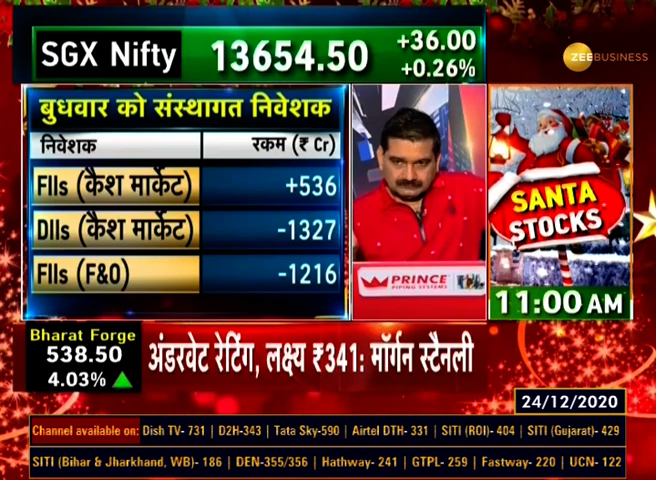 SGX Nifty
13654.50
+36.00
+0.26%
ZEEBUSINESS
बुधवार को संस्थागत निवेशक
निवेशक रकम (₹ Cr)
FIIs (कैश मार्केट) +536
DIIs (कैश मार्केट) -1327
FIIs (F&O) -1216
PRINCE
PIPING SYSTEMS
SANTA
STOCKS
11:00 AM
Bharat Forge
538.50
4.03%
अंडरवेट रेटिंग, लक्ष्य ₹341: मॉर्गन स्टैनली
24/12/2020
Channel available on: Dish TV- 731 | D2H-343 | Tata Sky-590 | Airtel DTH- 331 | SITI (ROI)- 404 | SITI (Gujarat)- 429
SITI (Bihar & Jharkhand, WB)- 186 | DEN-355/356 | Hathway- 241 | GTPL- 259 | Fastway- 220 | UCN- 122